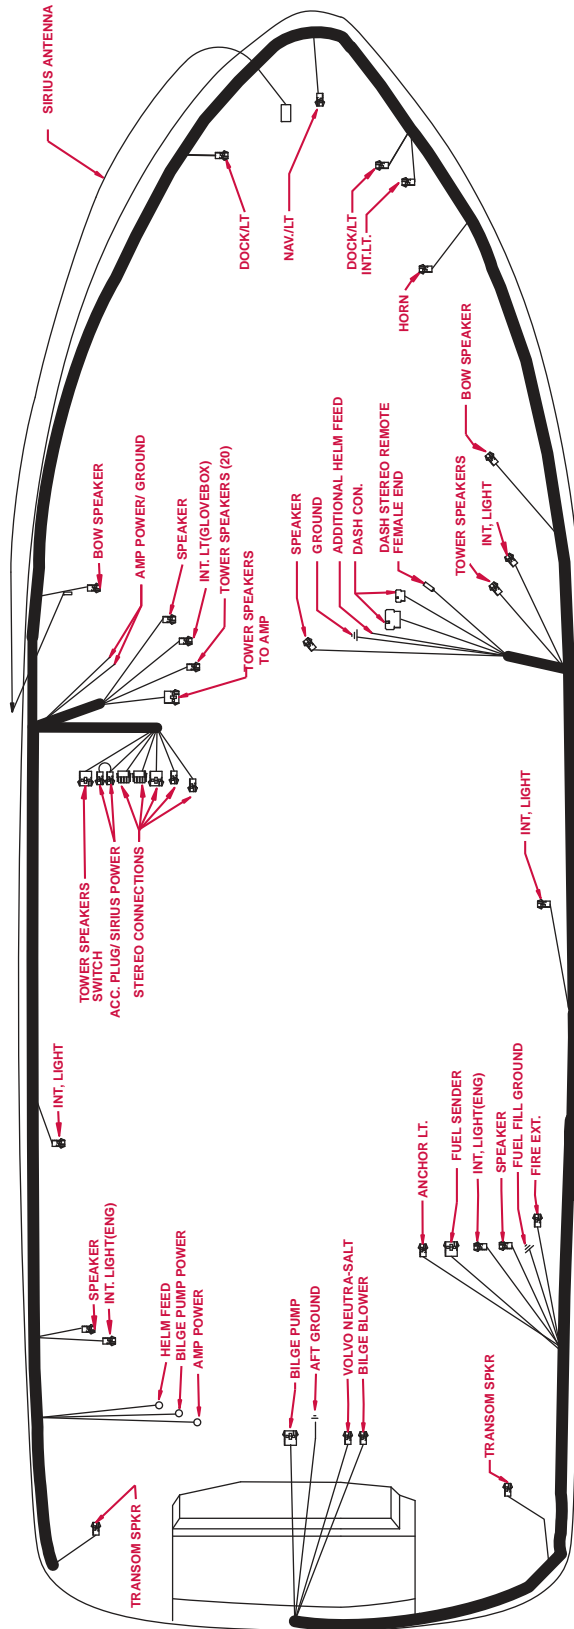 SIRIUS ANTENNA
DOCK/LT
NAV./LT
DOCK/LT
INT.LT.
HORN
BOW SPEAKER
BOW SPEAKER
AMP POWER/ GROUND
SPEAKER
INT. LT(GLOVEBOX)
TOWER SPEAKERS (20)
TOWER SPEAKERS
TO AMP
SPEAKER
GROUND
ADDITIONAL HELM FEED
DASH CON.
DASH STEREO REMOTE
FEMALE END
TOWER SPEAKERS
INT, LIGHT
TOWER SPEAKERS
SWITCH
ACC. PLUG/ SIRIUS POWER
STEREO CONNECTIONS
INT, LIGHT
INT, LIGHT
ANCHOR LT.
FUEL SENDER
INT, LIGHT(ENG)
SPEAKER
FUEL FILL GROUND
FIRE EXT.
SPEAKER
INT. LIGHT(ENG)
HELM FEED
BILGE PUMP POWER
AMP POWER
BILGE PUMP
AFT GROUND
VOLVO NEUTRA-SALT
BILGE BLOWER
TRANSOM SPKR
TRANSOM SPKR